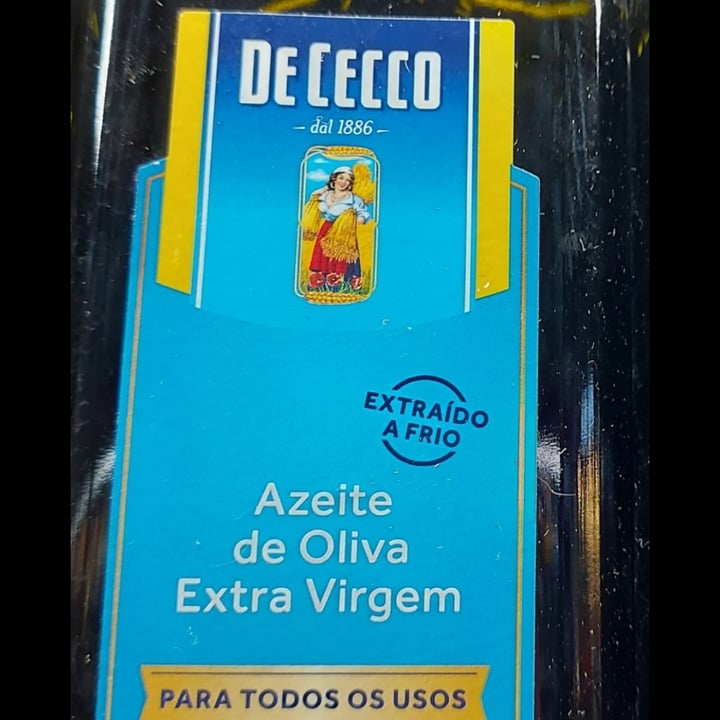 DE CECCO
– dal 1886 –
EXTRAÍDO
A FRIO
Azeite
de Oliva
Extra Virgem
PARA TODOS OS USOS